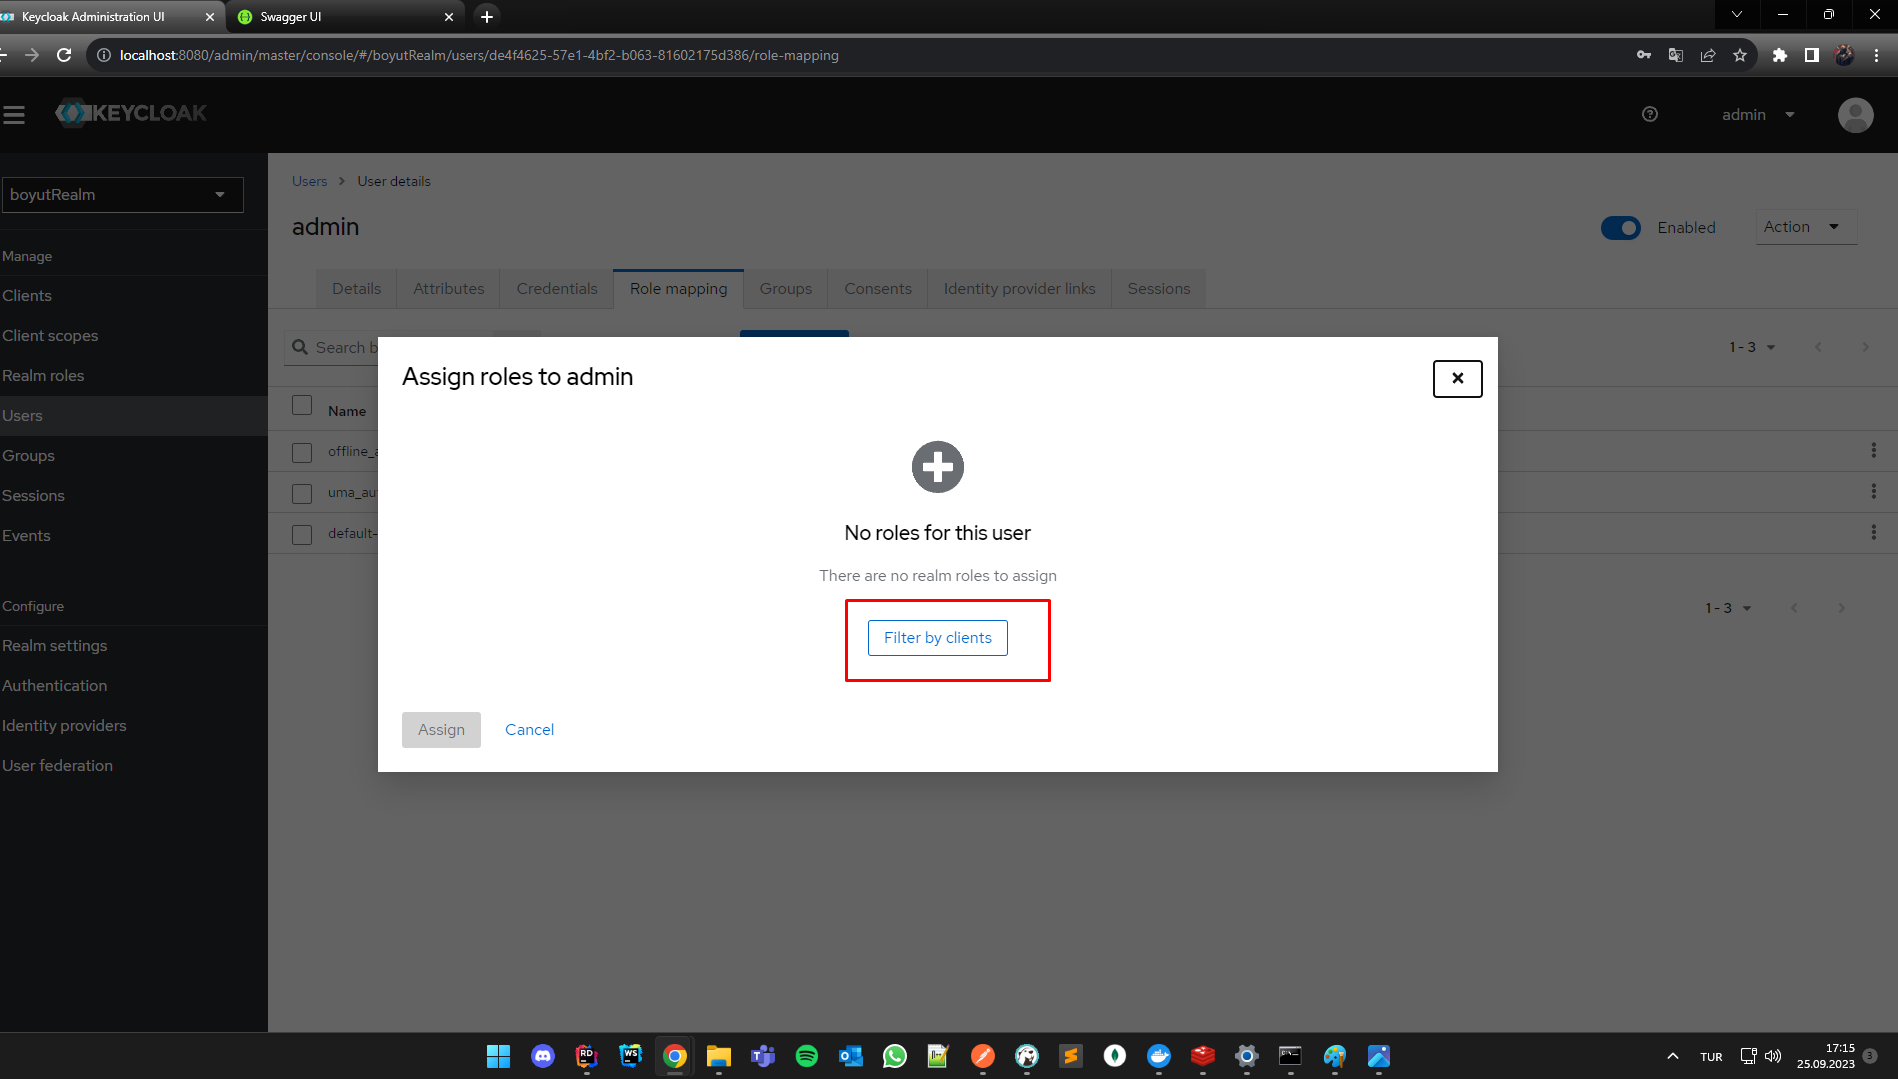 Keycloak Administration UI
Swagger UI
localhost:8080/admin/master/console/#/boyutRealm/users/de4f4625-57e1-4bf2-b063-81602175d386/role-mapping
KEYCLOAK
admin
boyutRealm
Manage
Clients
Client scopes
Realm roles
Users
Groups
Sessions
Events
Configure
Realm settings
Authentication
Identity providers
User federation
Users > User details
admin
Enabled
Action
Details Attributes Credentials Role mapping Groups Consents Identity provider links Sessions
Search b
1 - 3
Name
offline_a
uma_au
default-
1 - 3
Assign roles to admin
No roles for this user
There are no realm roles to assign
Filter by clients
Assign Cancel
TUR
17:15
25.09.2023
3